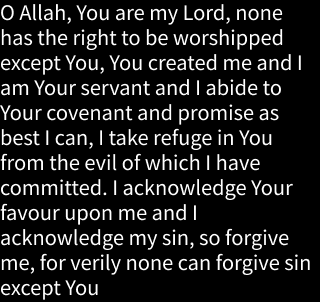 O Allah, You are my Lord, none
has the right to be worshipped
except You, You created me and I
am Your servant and I abide to
Your covenant and promise as
best I can, I take refuge in You
from the evil of which I have
committed. I acknowledge Your
favour upon me and I
acknowledge my sin, so forgive
me, for verily none can forgive sin
except You